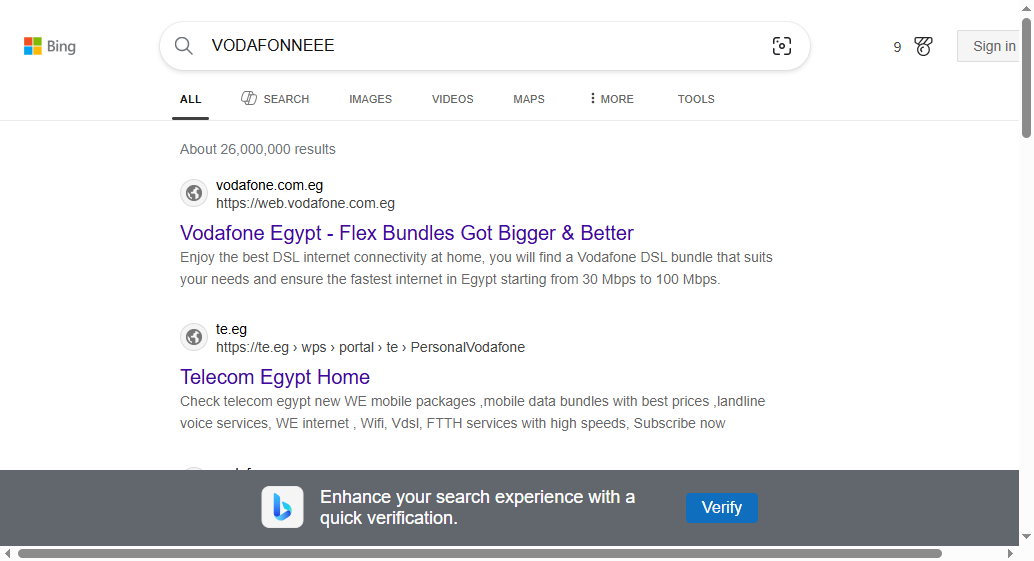 Bing
VODAFONNEEE
9
Sign in
ALL
SEARCH
IMAGES
VIDEOS
MAPS
MORE
TOOLS
About 26,000,000 results
vodafone.com.eg
https://web.vodafone.com.eg
Vodafone Egypt - Flex Bundles Got Bigger & Better
Enjoy the best DSL internet connectivity at home, you will find a Vodafone DSL bundle that suits
your needs and ensure the fastest internet in Egypt starting from 30 Mbps to 100 Mbps.
te.eg
https://te.eg › wps › portal › te › PersonalVodafone
Telecom Egypt Home
Check telecom egypt new WE mobile packages ,mobile data bundles with best prices ,landline
voice services, WE internet , Wifi, Vdsl, FTTH services with high speeds, Subscribe now
Enhance your search experience with a
quick verification.
Verify